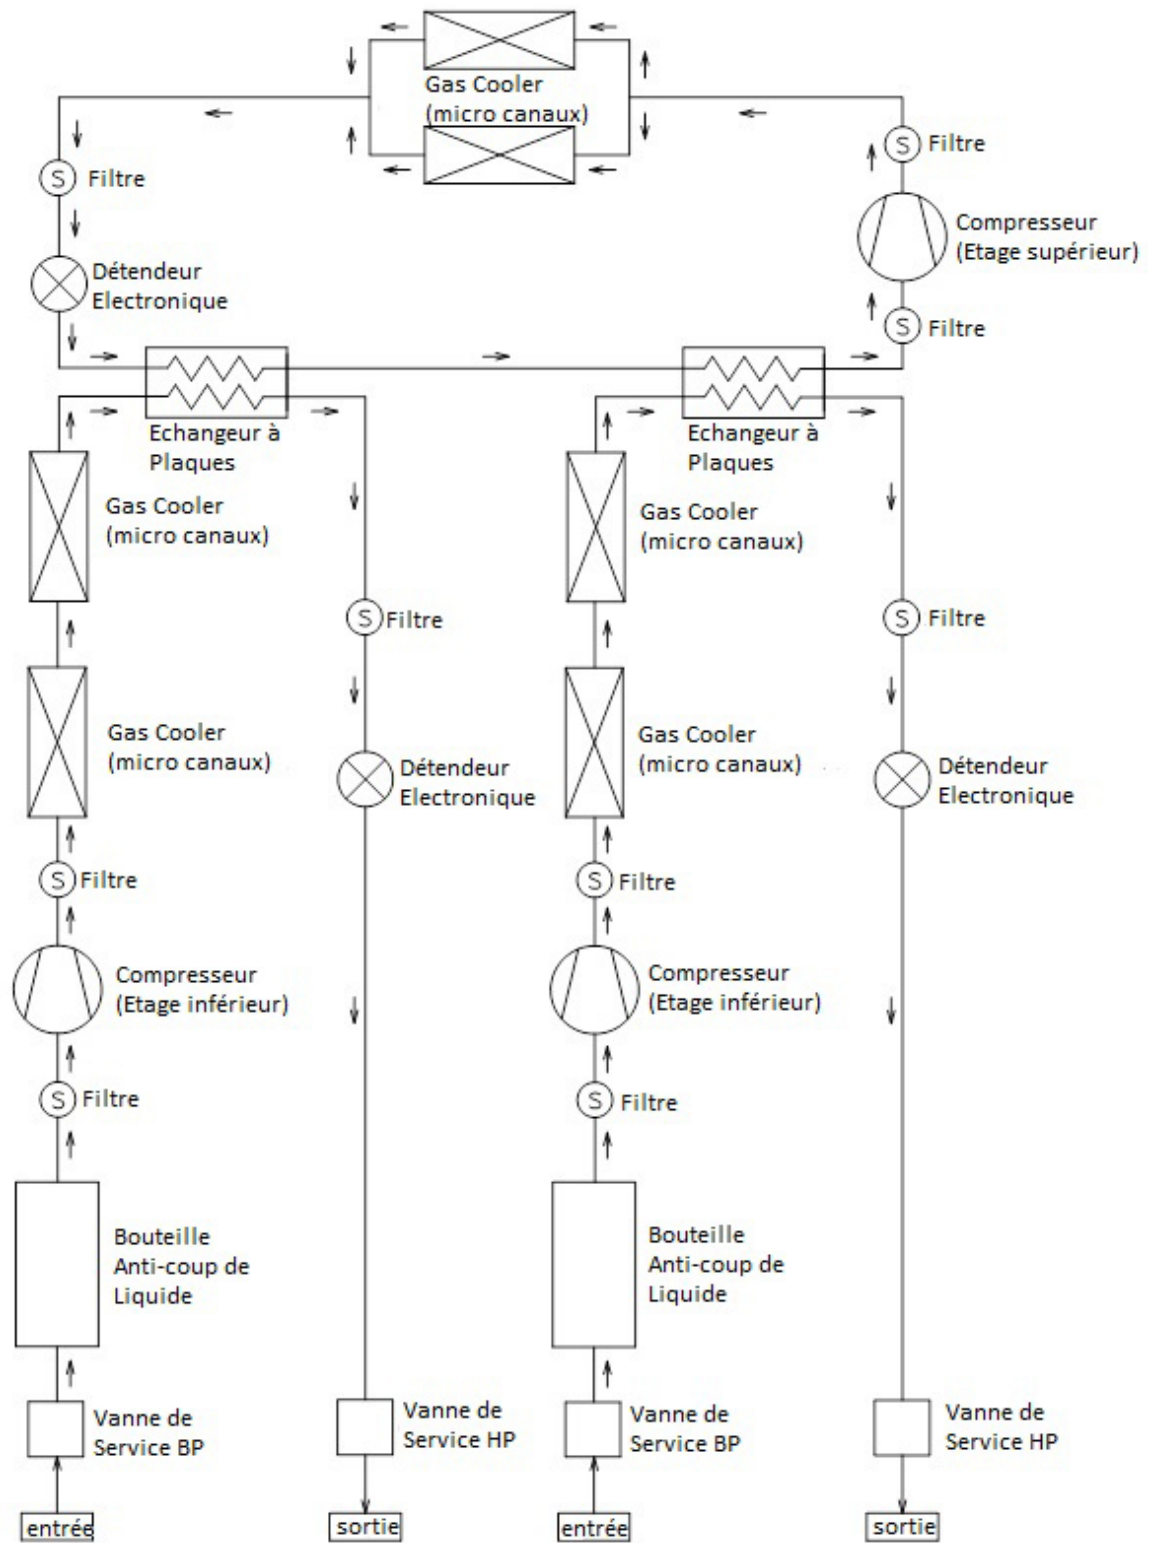 Gas Cooler
(micro canaux)
S
Filtre
S
Filtre
Compresseur
(Etage supérieur)
Détendeur
Electronique
S
Filtre
Echangeur à
Plaques
Echangeur à
Plaques
Gas Cooler
(micro canaux)
Gas Cooler
(micro canaux)
S
Filtre
S
Filtre
Gas Cooler
(micro canaux)
Gas Cooler
(micro canaux)
Détendeur
Electronique
Détendeur
Electronique
S
Filtre
S
Filtre
Compresseur
(Etage inférieur)
Compresseur
(Etage inférieur)
S
Filtre
S
Filtre
Bouteille
Anti-coup de
Liquide
Bouteille
Anti-coup de
Liquide
Vanne de
Service BP
Vanne de
Service HP
Vanne de
Service BP
Vanne de
Service HP
entrée
sortie
entrée
sortie